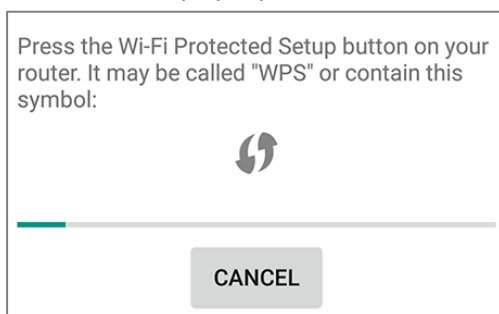 Press the Wi-Fi Protected Setup button on your
router. It may be called "WPS" or contain this
symbol:
CANCEL